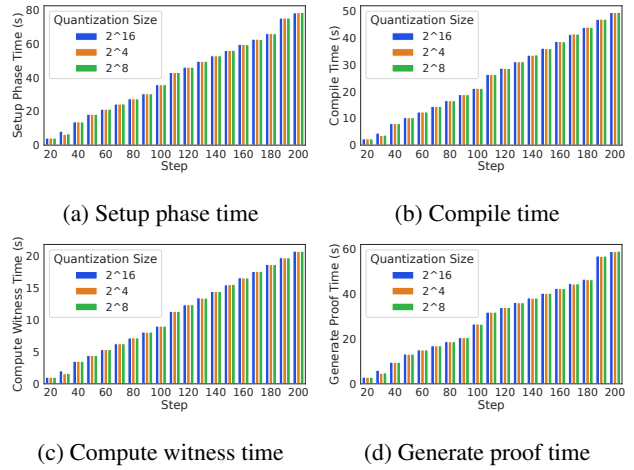 80
60
40
20
0
Setup Phase Time (s)
Quantization Size
2^16
2^4
2^8
20 40 60 80 100 120 140 160 180 200
Step
(a) Setup phase time
50
40
30
20
10
0
Compile Time (s)
Quantization Size
2^16
2^4
2^8
20 40 60 80 100 120 140 160 180 200
Step
(b) Compile time
20
15
10
5
0
Compute Witness Time (s)
Quantization Size
2^16
2^4
2^8
20 40 60 80 100 120 140 160 180 200
Step
(c) Compute witness time
60
40
20
0
Generate Proof Time (s)
Quantization Size
2^16
2^4
2^8
20 40 60 80 100 120 140 160 180 200
Step
(d) Generate proof time